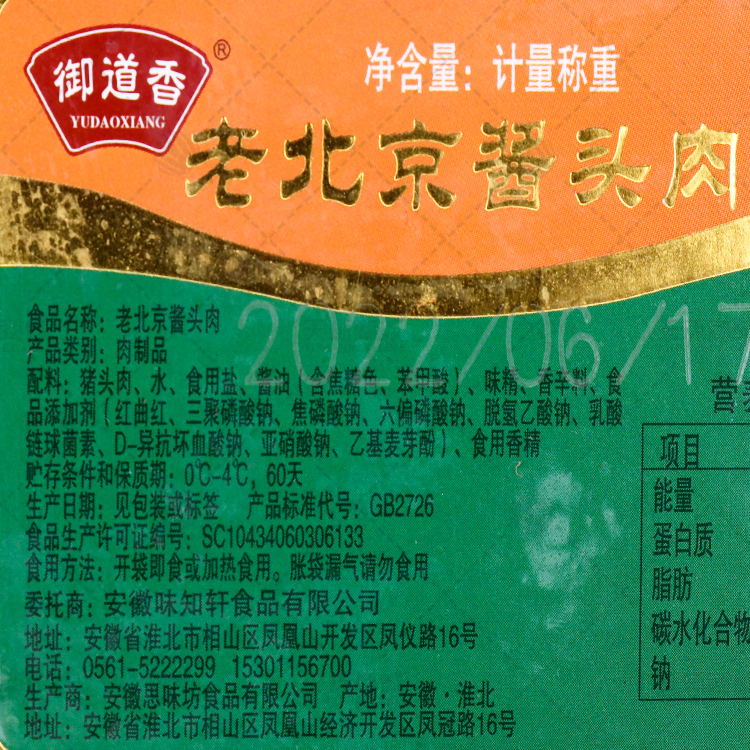 御道香
YUDAOXIANG
®
净含量：计量称重
老北京酱头肉
2022/06/17
食品名称：老北京酱头肉
产品类别：肉制品
配料：猪头肉、水、食用盐、酱油（含焦糖色、苯甲酸）、味精、香辛料、食
品添加剂（红曲红、三聚磷酸钠、焦磷酸钠、六偏磷酸钠、脱氢乙酸钠、乳酸
链球菌素、D-异抗坏血酸钠、亚硝酸钠、乙基麦芽酚）、食用香精
贮存条件和保质期：0℃-4℃，60天
生产日期：见包装或标签 产品标准代号：GB2726
食品生产许可证编号：SC10434060306133
食用方法：开袋即食或加热食用。胀袋漏气请勿食用
委托商：安徽味知轩食品有限公司
地址：安徽省淮北市相山区凤凰山开发区凤仪路16号
电话：0561-5222299 15301156700
生产商：安徽思味坊食品有限公司 产地：安徽·淮北
地址：安徽省淮北市相山区凤凰山经济开发区凤冠路16号
营
项目
能量
蛋白质
脂肪
碳水化合物
钠